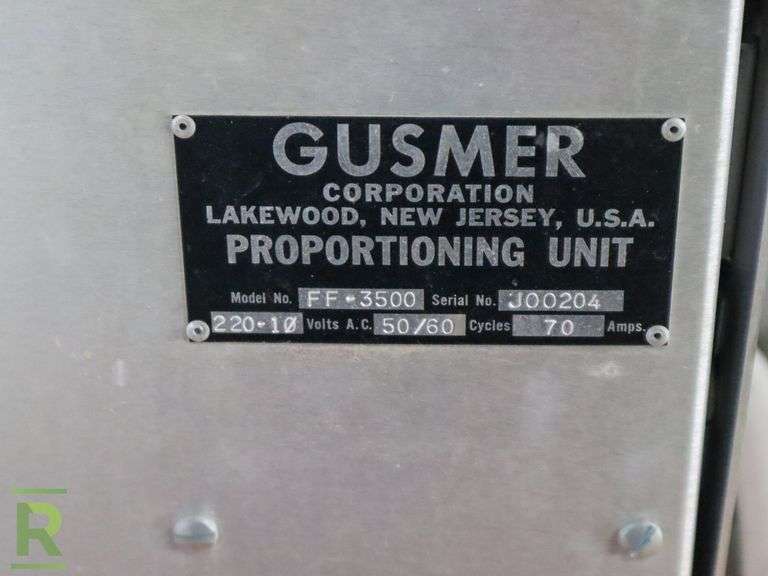 GUSMER
CORPORATION
LAKEWOOD, NEW JERSEY, U.S.A.
PROPORTIONING UNIT
Model No. FF-3500 Serial No. J00204
220-1Ø Volts A.C. 50/60 Cycles 70 Amps.
R